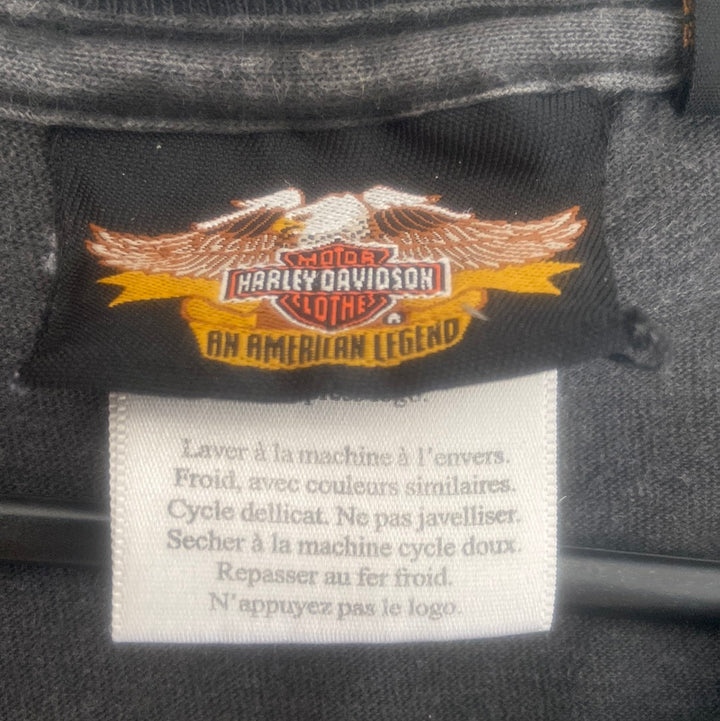 MOTOR
HARLEY-DAVIDSON
CLOTHES
®
AN AMERICAN LEGEND
logo.
Laver à la machine à l'envers.
Froid, avec couleurs similaires.
Cycle dellicat. Ne pas javelliser.
Secher à la machine cycle doux.
Repasser au fer froid.
N'appuyez pas le logo.